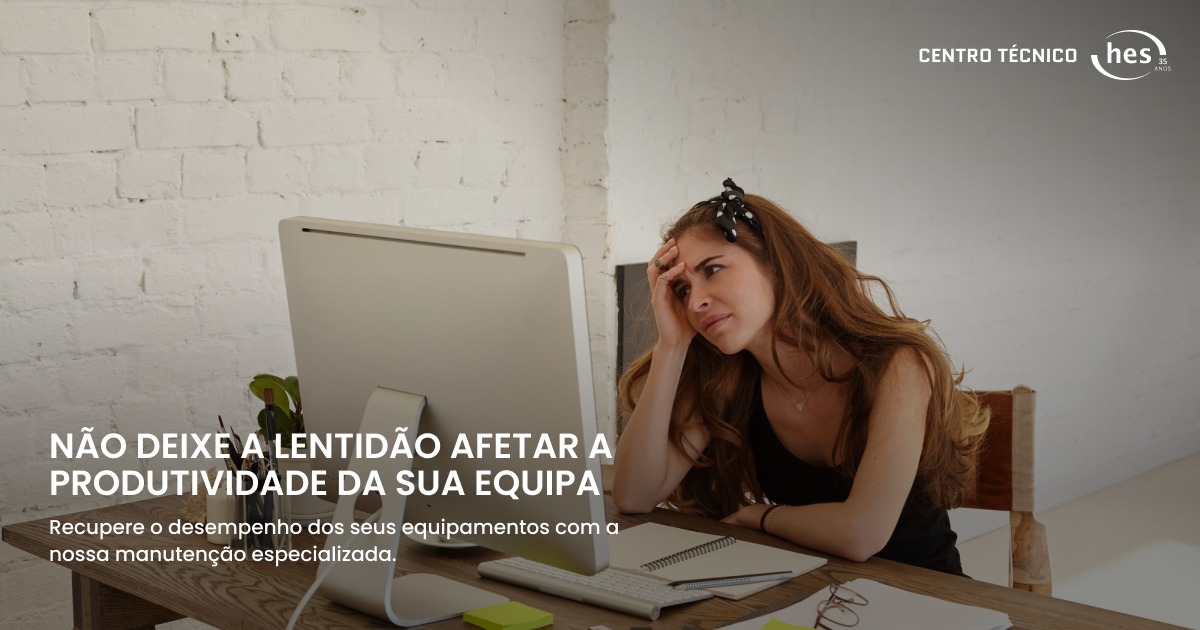 CENTRO TÉCNICO hes 35 ANOS
NÃO DEIXE A LENTIDÃO AFETAR A
PRODUTIVIDADE DA SUA EQUIPA
Recupere o desempenho dos seus equipamentos com a
nossa manutenção especializada.